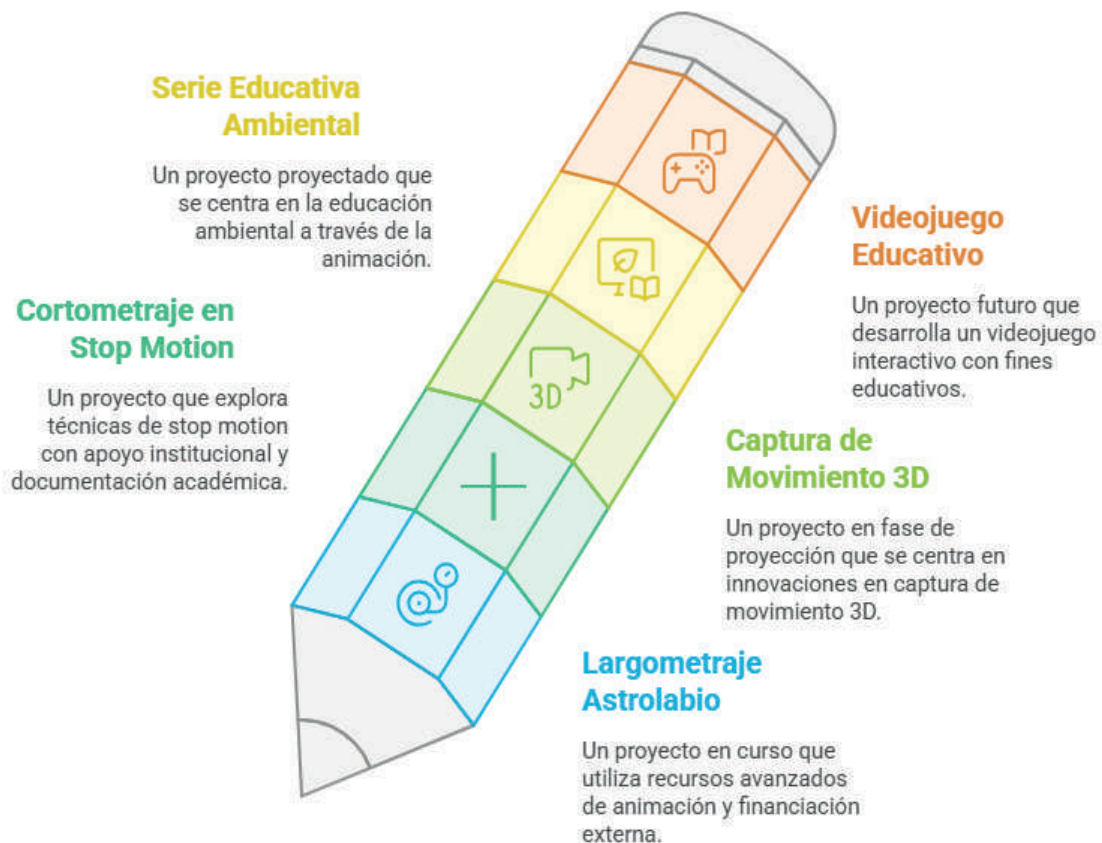 Serie Educativa
Ambiental
Un proyecto proyectado que
se centra en la educación
ambiental a través de la
animación.
Videojuego
Educativo
Un proyecto futuro que
desarrolla un videojuego
interactivo con fines
educativos.
Cortometraje en
Stop Motion
Un proyecto que explora
técnicas de stop motion
con apoyo institucional y
documentación académica.
3D
Captura de
Movimiento 3D
Un proyecto en fase de
proyección que se centra en
innovaciones en captura de
movimiento 3D.
Largometraje
Astrolabio
Un proyecto en curso que
utiliza recursos avanzados
de animación y financiación
externa.